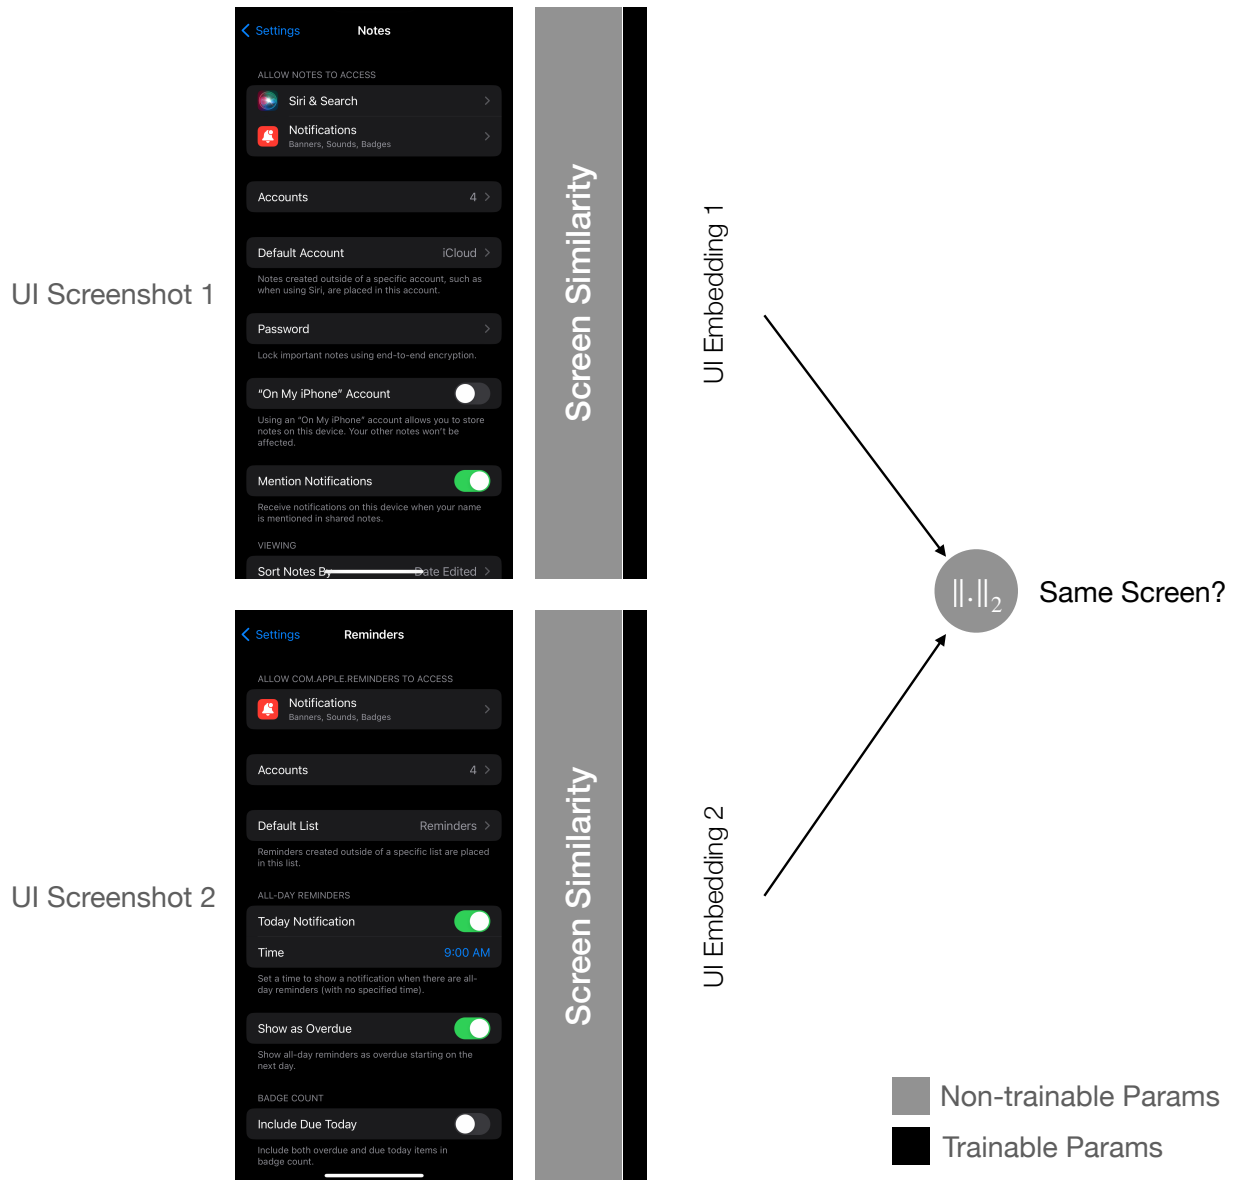 Settings
Notes
ALLOW NOTES TO ACCESS
Siri & Search
Notifications
Banners, Sounds, Badges
Accounts
4
Default Account
iCloud
Notes created outside of a specific account, such as
when using Siri, are placed in this account.
Password
Lock important notes using end-to-end encryption.
“On My iPhone” Account
Using an “On My iPhone” account allows you to store
notes on this device. Your other notes won’t be
affected.
Mention Notifications
Receive notifications on this device when your name
is mentioned in shared notes.
VIEWING
Sort Notes By
Date Edited
UI Screenshot 1
Screen Similarity
UI Embedding 1
||.||2
Same Screen?
Settings
Reminders
ALLOW COM.APPLE.REMINDERS TO ACCESS
Notifications
Banners, Sounds, Badges
Accounts
4
Default List
Reminders
Reminders created outside of a specific list are placed
in this list.
ALL-DAY REMINDERS
Today Notification
Time
9:00 AM
Set a time to show a notification when there are all-
day reminders (with no specified time).
Show as Overdue
Show all-day reminders as overdue starting on the
next day.
BADGE COUNT
Include Due Today
Include both overdue and due today items in
badge count.
UI Screenshot 2
Screen Similarity
UI Embedding 2
Non-trainable Params
Trainable Params